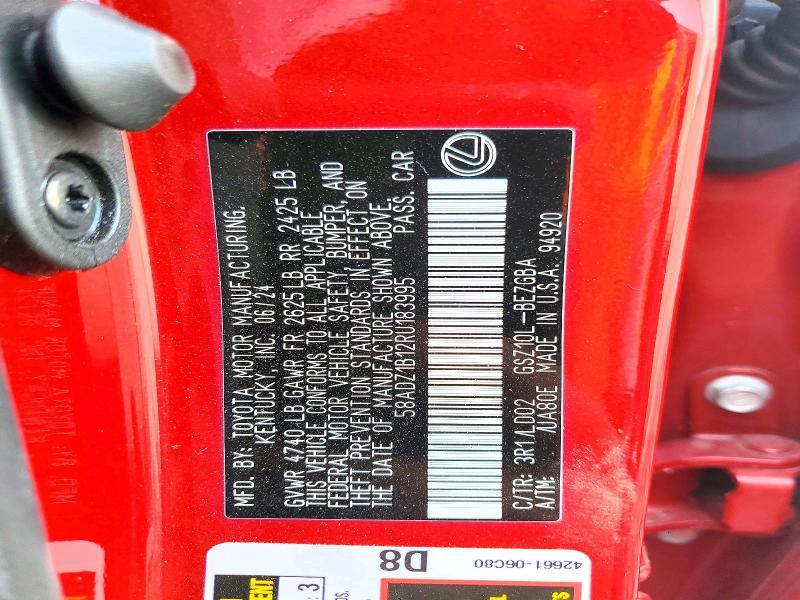 MFD. BY: TOYOTA MOTOR MANUFACTURING,
KENTUCKY, INC. 06/24
GVWR 4740 LB GAWR FR 2625 LB RR 2425 LB
THIS VEHICLE CONFORMS TO ALL APPLICABLE
FEDERAL MOTOR VEHICLE SAFETY, BUMPER, AND
THEFT PREVENTION STANDARDS IN EFFECT ON
THE DATE OF MANUFACTURE SHOWN ABOVE.
58ADZ1B12RU183995 PASS. CAR
C/TR: 3R1/LD02 GSZ10L-BEZGBA
A/TM: /UA80E MADE IN U.S.A. 94920
D8
42661-06C80
3